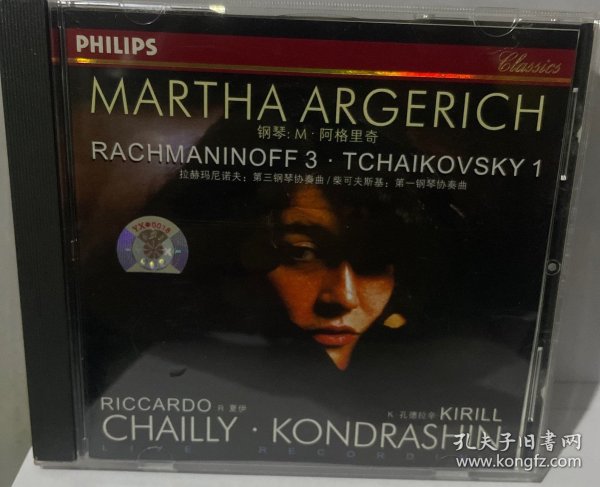 PHILIPS
Classics
MARTHA ARGERICH
钢琴: M · 阿格里奇
RACHMANINOFF 3 · TCHAIKOVSKY 1
拉赫玛尼诺夫：第三钢琴协奏曲 / 柴可夫斯基：第一钢琴协奏曲
RICCARDO R 夏伊
K · 孔德拉辛 KIRILL
CHAILLY · KONDRASHIN
LIVE RECORD
孔夫子旧書网
www.kongfz.com